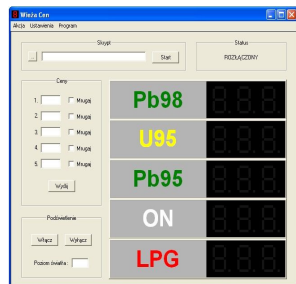 Wieża Cen
Akcja Ustawienia Program
Skrypt
Start
Status
ROZŁĄCZONY
Ceny
1. Mrugaj
2. Mrugaj
3. Mrugaj
4. Mrugaj
5. Mrugaj
Wyślij
Podświetlenie
Włącz Wyłącz
Poziom światła:
Pb98
U95
Pb95
ON
LPG